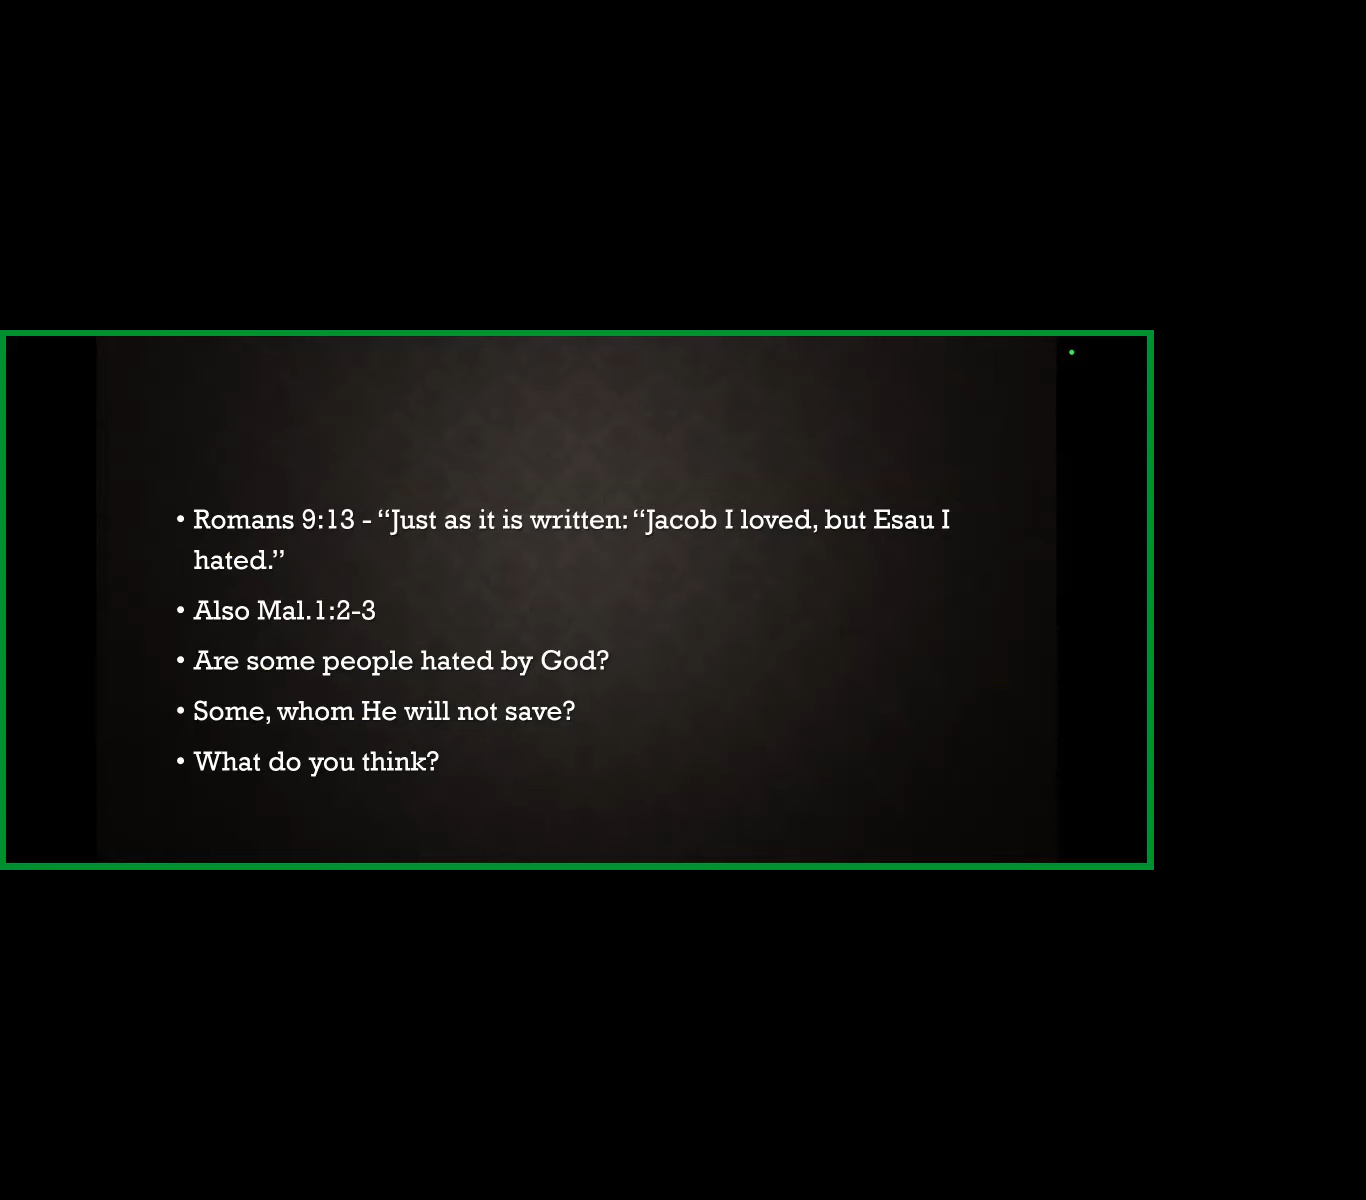 • Romans 9:13 - “Just as it is written: “Jacob I loved, but Esau I
hated.”
• Also Mal.1:2-3
• Are some people hated by God?
• Some, whom He will not save?
• What do you think?